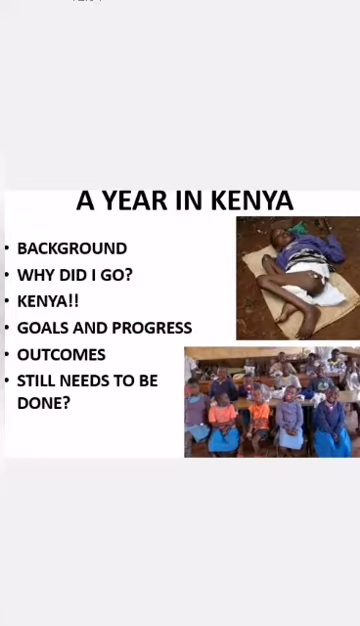 A YEAR IN KENYA
• BACKGROUND
• WHY DID I GO?
• KENYA!!
• GOALS AND PROGRESS
• OUTCOMES
• STILL NEEDS TO BE
DONE?